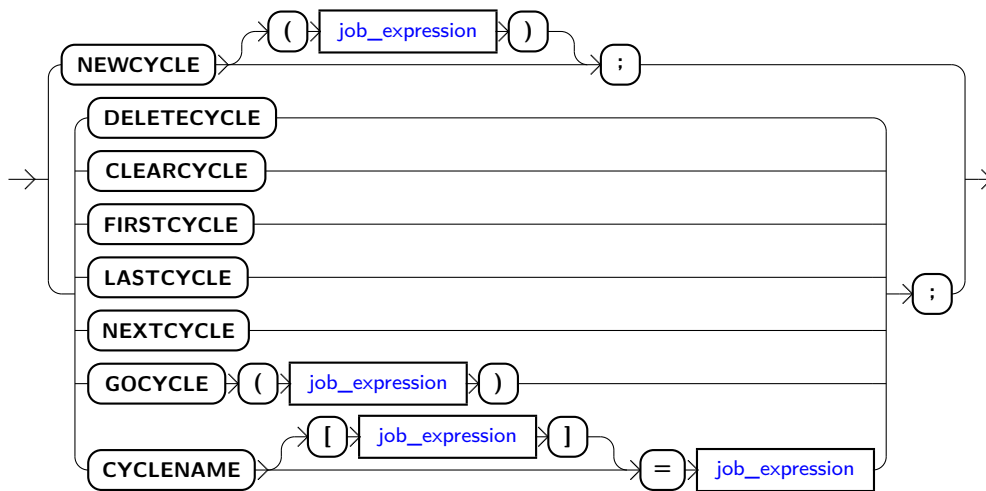 ( job_expression )
NEWCYCLE ;
DELETECYCLE
CLEARCYCLE
FIRSTCYCLE
LASTCYCLE
;
NEXTCYCLE
GOCYCLE ( job_expression )
[ job_expression ]
CYCLENAME = job_expression